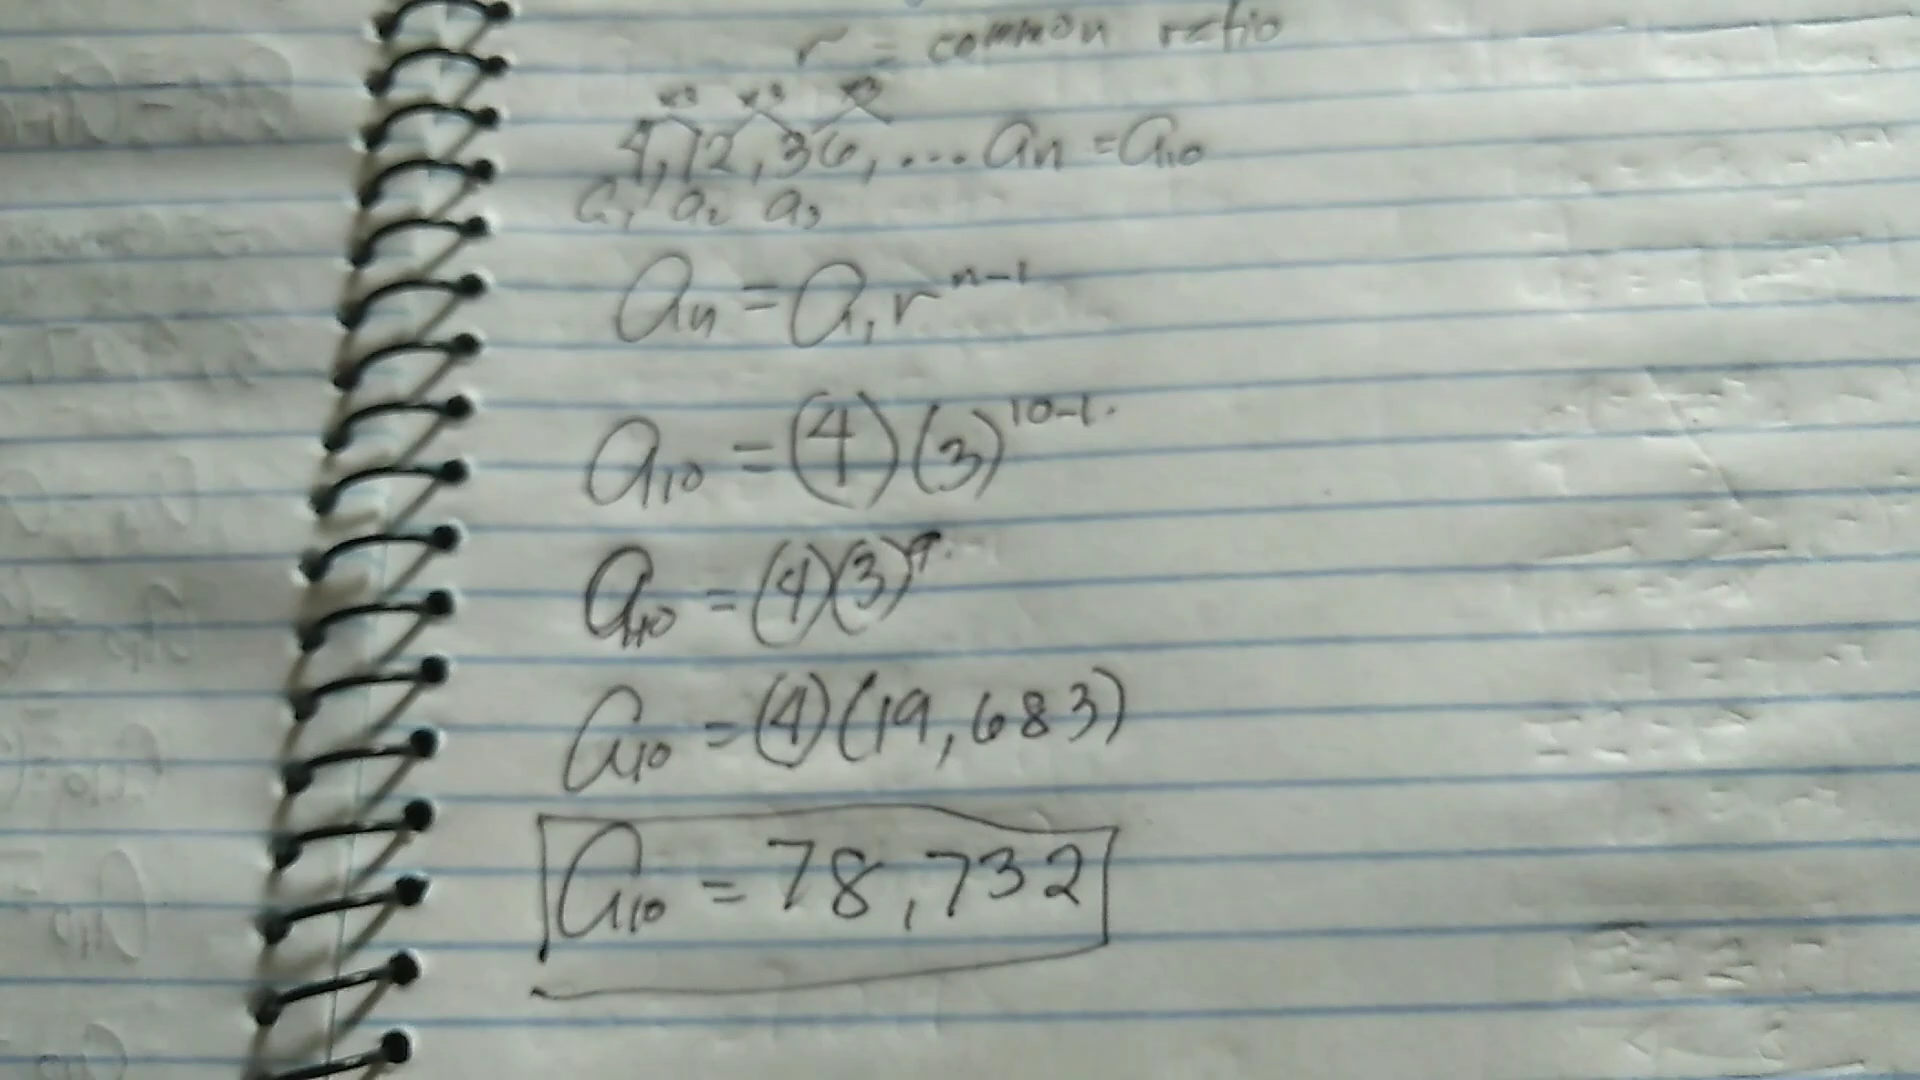 r = common ratio
×3 ×3 ×3
4, 12, 36, ... an = a10
a1 a2 a3
an = a1 r^n-1
a10 = (4)(3)^10-1
a10 = (4)(3)^9
a10 = (4)(19,683)
a10 = 78,732